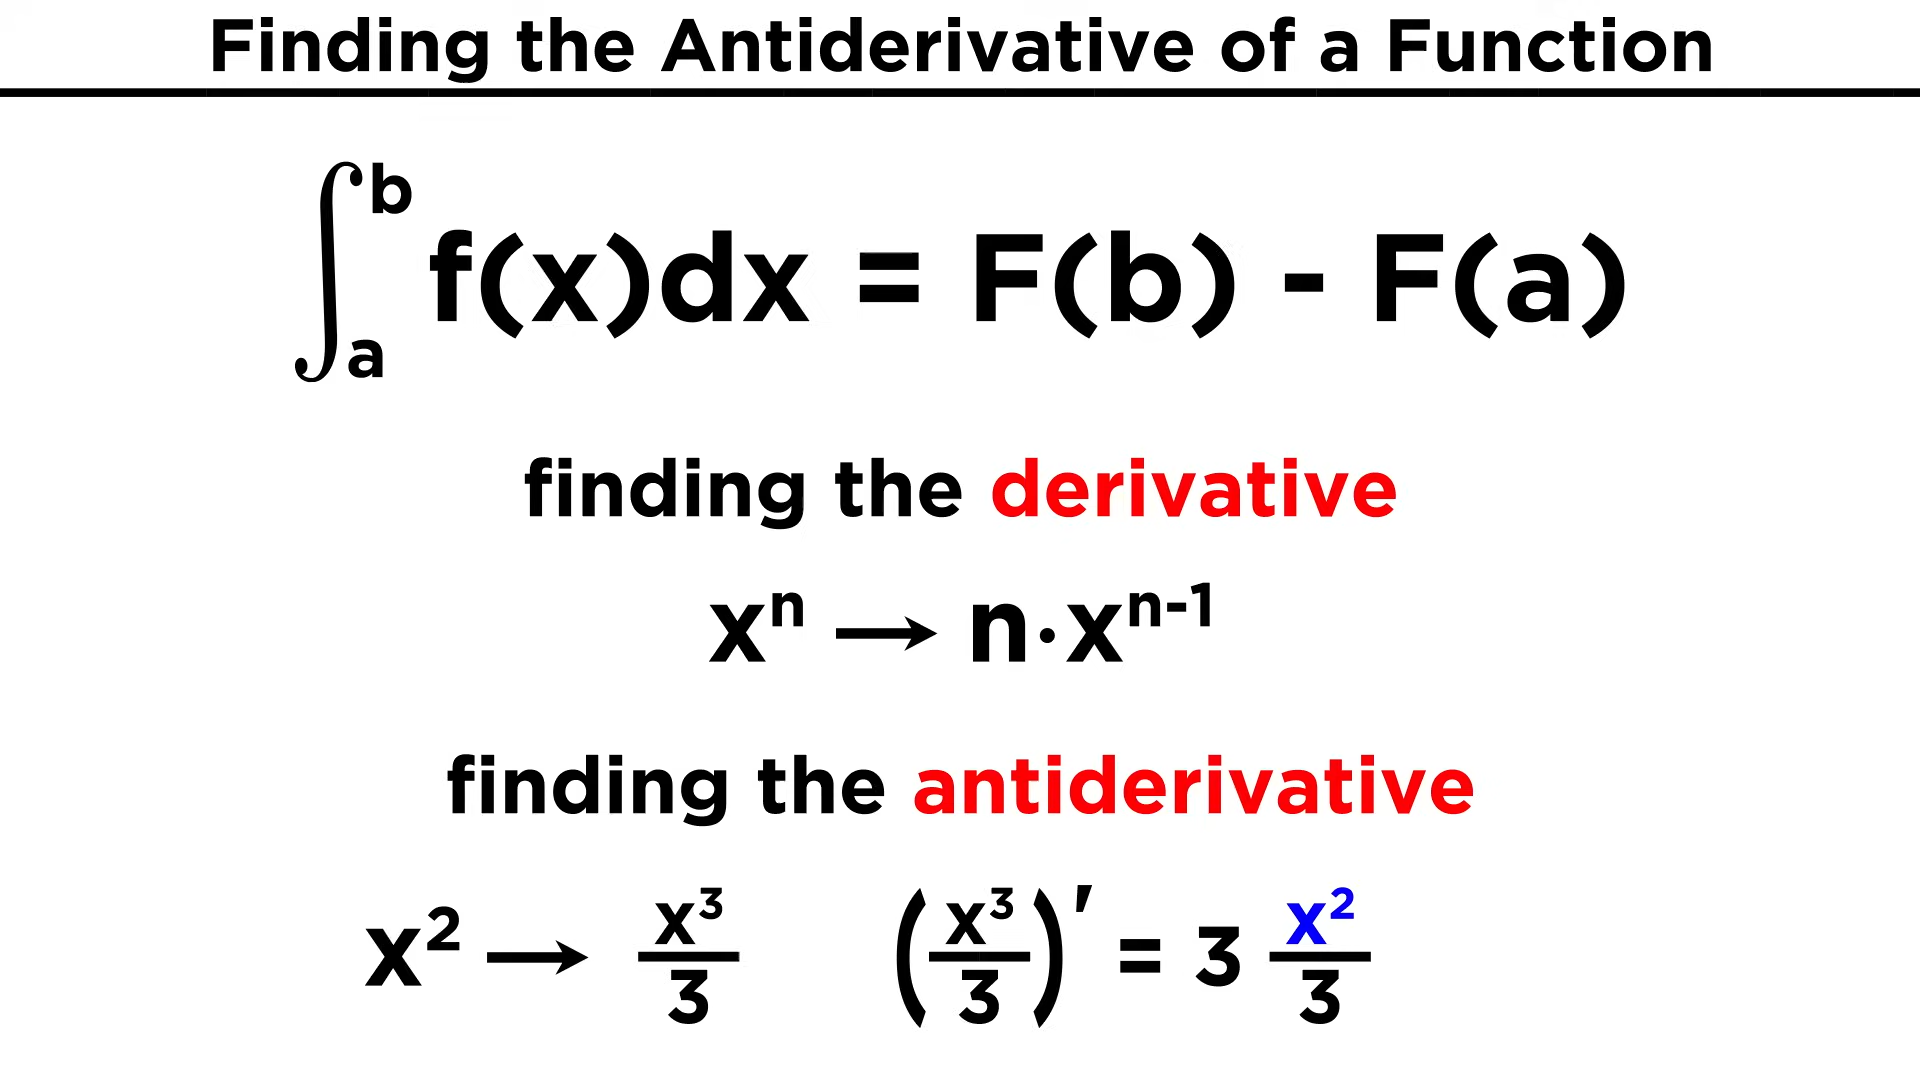 Finding the Antiderivative of a Function
∫ₐᵇ f(x)dx = F(b) - F(a)
finding the derivative
xⁿ → n·xⁿ⁻¹
finding the antiderivative
x² → x³/3 (x³/3)′ = 3 x²/3